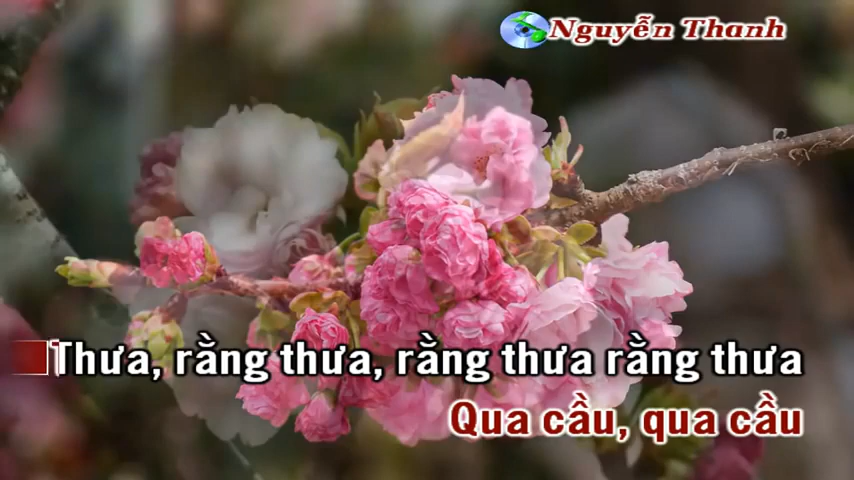 Nguyễn Thanh
Thưa, rằng thưa, rằng thưa rằng thưa
Qua cầu, qua cầu